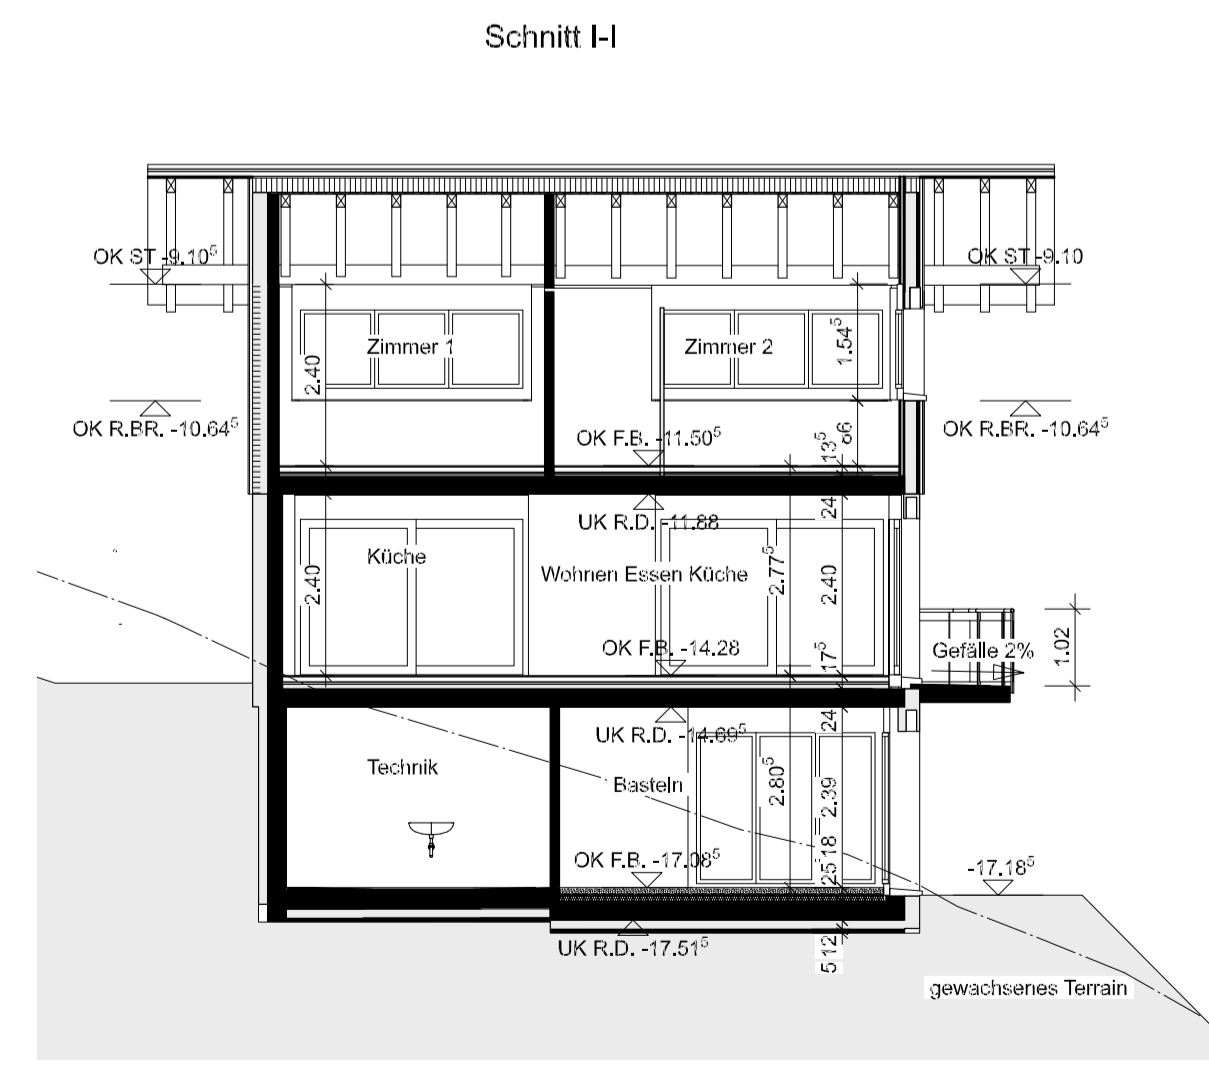 Schnitt I-I
OK ST -9.10⁵
OK ST -9.10
Zimmer 1
Zimmer 2
1.54⁵
2.40
OK R.BR. -10.64⁵
OK R.BR. -10.64⁵
OK F.B. -11.50⁵
13⁵
86
UK R.D. -11.88
24
Küche
Wohnen Essen Küche
2.40
2.77⁵
2.40
OK F.B. -14.28
17⁵
Gefälle 2%
1.02
UK R.D. -14.69⁵
24
Technik
Basteln
2.80⁵
2.39
OK F.B. -17.08⁵
18
25
-17.18⁵
UK R.D. -17.51⁵
12
5
gewachsenes Terrain